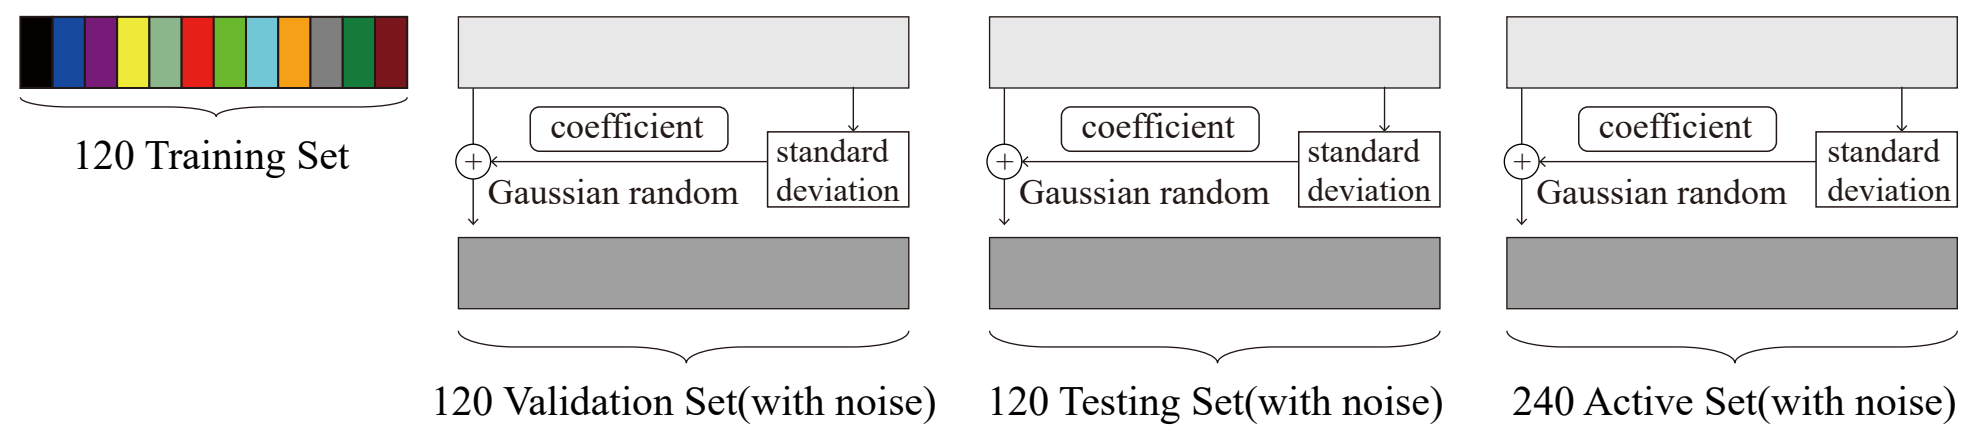 120 Training Set
coefficient
standard
deviation
Gaussian random
120 Validation Set(with noise)
coefficient
standard
deviation
Gaussian random
120 Testing Set(with noise)
coefficient
standard
deviation
Gaussian random
240 Active Set(with noise)